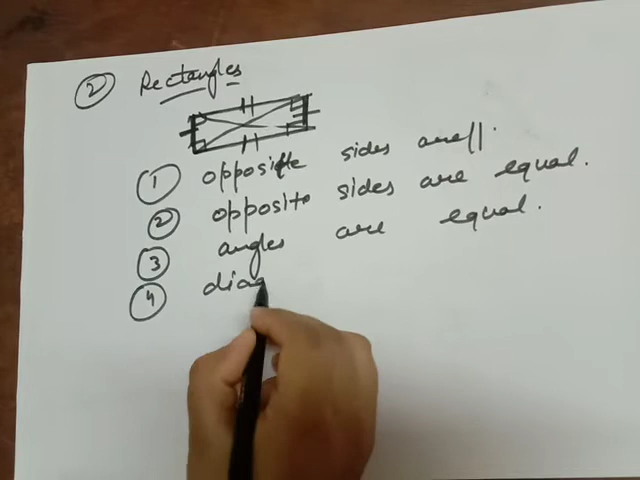 ② Rectangles
① opposite sides are ||.
② opposite sides are equal.
③ angles are equal.
④ diag